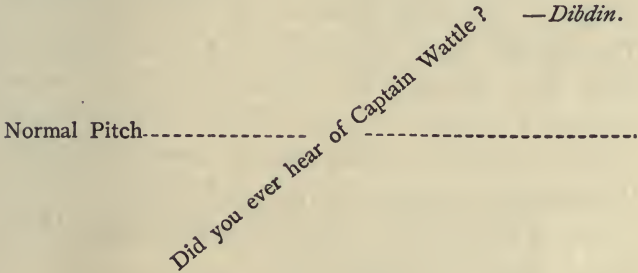 —Dibdin.
Did you ever hear of Captain Wattle?
Normal Pitch